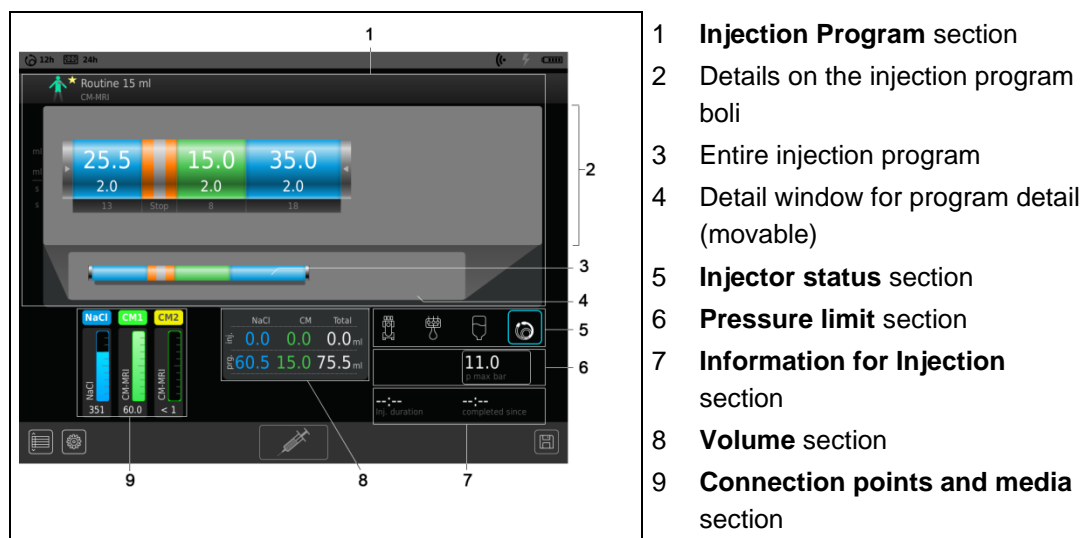 1
12h 24h
Routine 15 ml
CM-MRI
ml
ml
s
s
25.5 15.0 35.0
2.0 2.0 2.0
13 Stop 8 18
2
3
4
NaCl CM1 CM2
NaCl CM-MRI CM-MRI
351 60.0 < 1
NaCl CM Total
inj. 0.0 0.0 0.0 ml
prg. 60.5 15.0 75.5 ml
5
11.0
p max bar
6
--:-- --:--
Inj. duration completed since
9 8 7
1 Injection Program section
2 Details on the injection program
boli
3 Entire injection program
4 Detail window for program detail
(movable)
5 Injector status section
6 Pressure limit section
7 Information for Injection
section
8 Volume section
9 Connection points and media
section